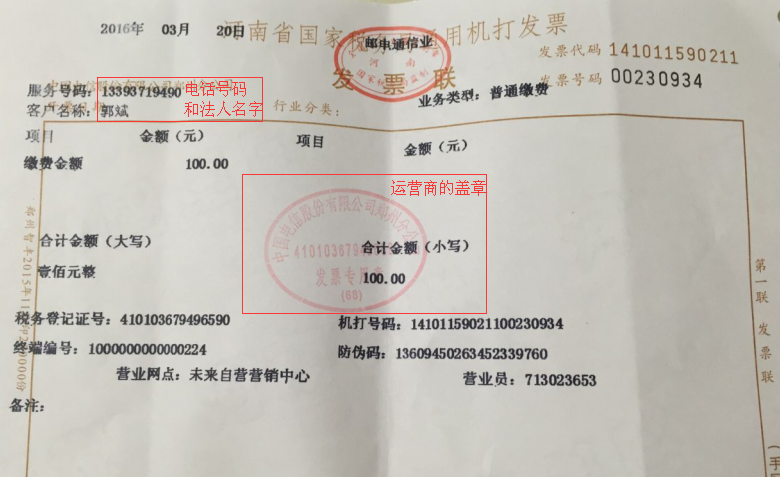 2016年 03月 20日
河南省国家税务局通用机打发票
邮电通信业
河南
发票联
发票代码 141011590211
发票号码 00230934
服务号码：13393719490
电话号码
和法人名字
客户名称：郭斌
行业分类：
业务类型：普通缴费
项目 金额（元） 项目 金额（元）
缴费金额 100.00
运营商的盖章
中国电信股份有限公司郑州分公司
发票专用章
(88)
合计金额（大写） 合计金额（小写）
壹佰元整 100.00
税务登记证号：410103679496590 机打号码：14101159021100230934
终端编号：1000000000000224 防伪码：13609450263452339760
营业网点：未来自营营销中心 营业员：713023653
备注：
第一联 发票联